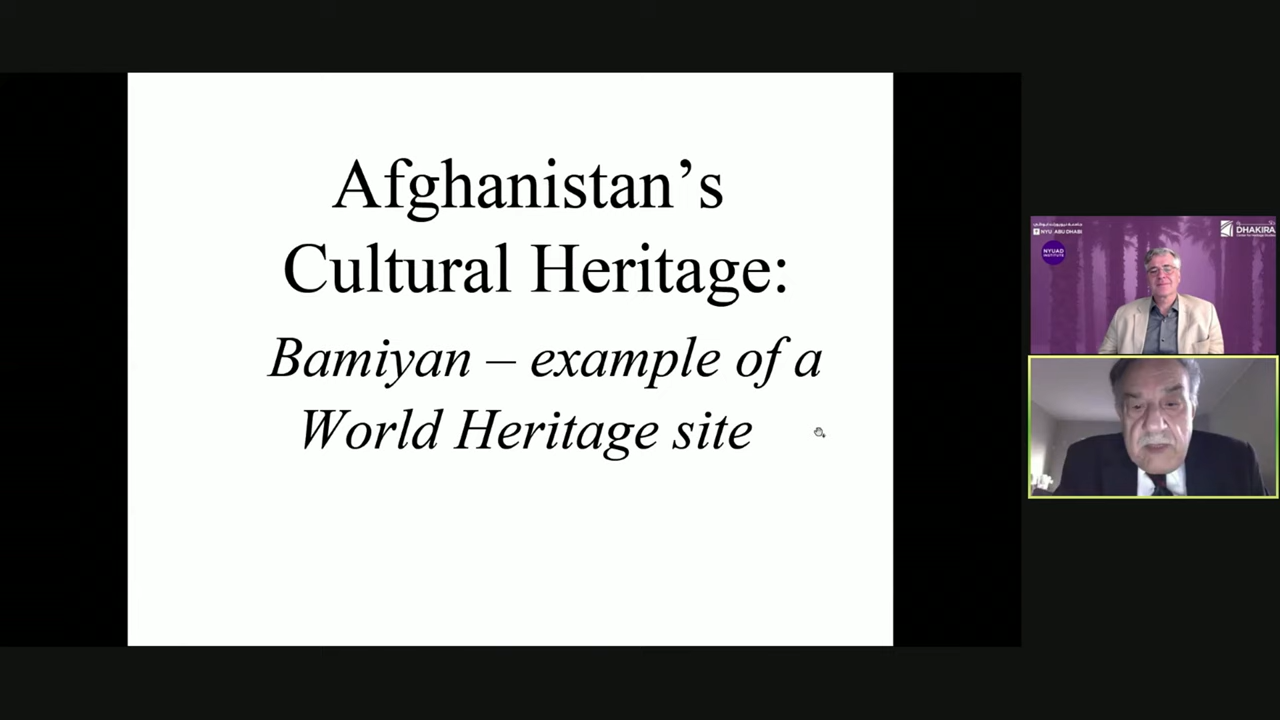 Afghanistan’s
Cultural Heritage:
Bamiyan – example of a
World Heritage site
NYU ABU DHABI
NYUAD
INSTITUTE
DHAKIRA